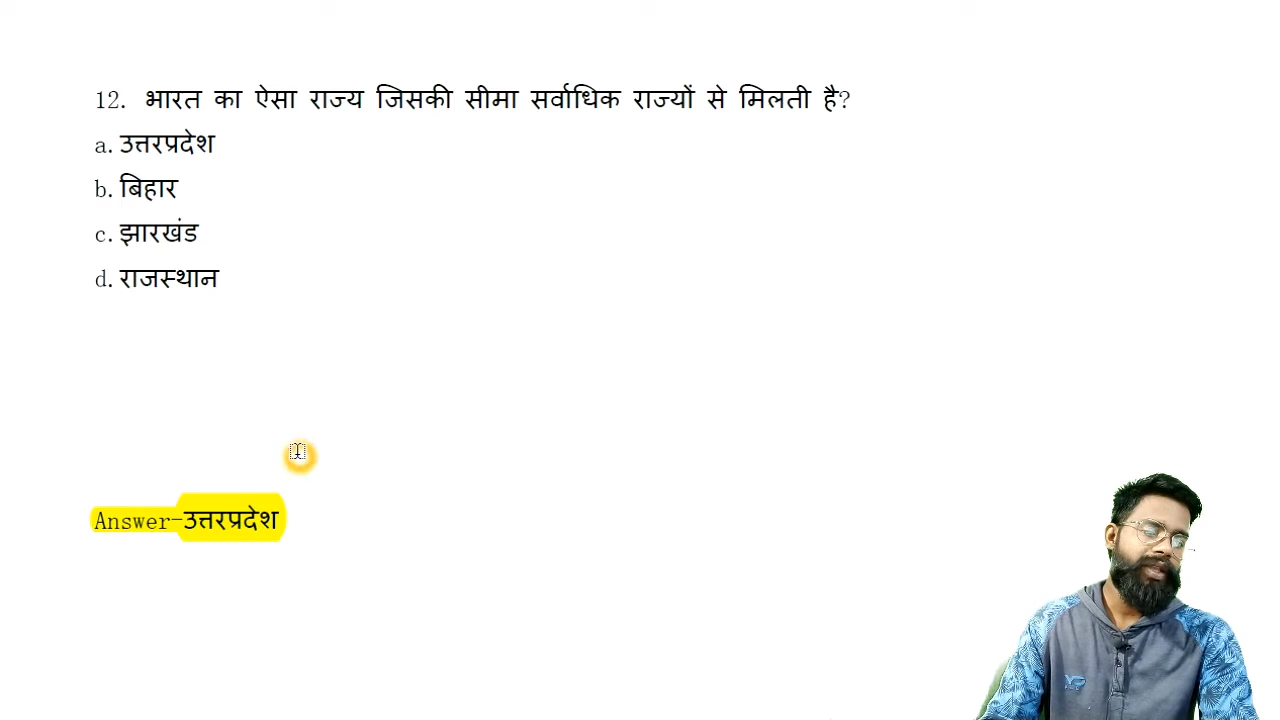 12. भारत का ऐसा राज्य जिसकी सीमा सर्वाधिक राज्यों से मिलती है?
a.उत्तरप्रदेश
b.बिहार
c.झारखंड
d.राजस्थान
Answer-उत्तरप्रदेश